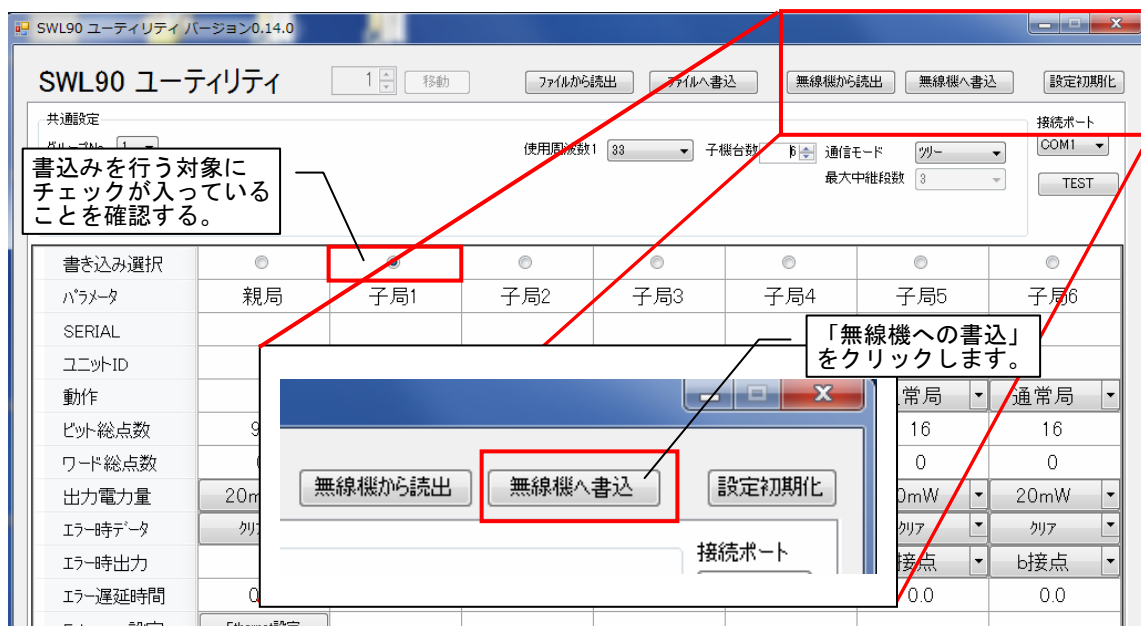 SWL90 ユーティリティ バージョン0.14.0
SWL90 ユーティリティ 1 移動 ファイルから読出 ファイルへ書込 無線機から読出 無線機へ書込 設定初期化
共通設定 接続ポート
1 使用周波数1 33 子機台数 6 通信モード ツリー COM1
最大中継段数 3 TEST
書込みを行う対象に
チェックが入っている
ことを確認する。
書き込み選択
パラメータ 親局 子局1 子局2 子局3 子局4 子局5 子局6
SERIAL
ユニットID
「無線機への書込」
をクリックします。
動作 常局 通常局
ビット総点数 9 16 16
ワード総点数 0 0
出力電力量 20m 0mW 20mW
エラー時データ クリ クリア クリア
エラー時出力 接点 b接点
エラー遅延時間 0 0.0 0.0
無線機から読出 無線機へ書込 設定初期化
接続ポート